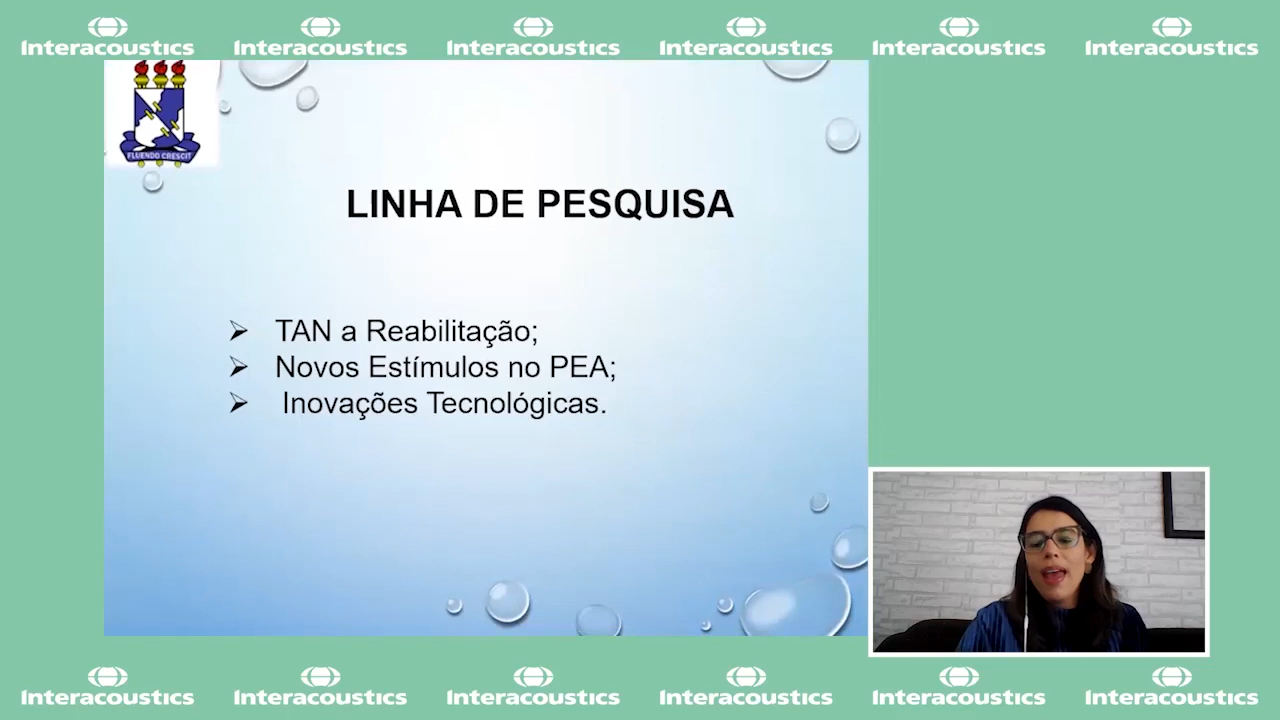 Interacoustics Interacoustics Interacoustics Interacoustics Interacoustics Interacoustics
FLUENDO CRESCIT
LINHA DE PESQUISA
➢ TAN a Reabilitação;
➢ Novos Estímulos no PEA;
➢ Inovações Tecnológicas.
Interacoustics Interacoustics Interacoustics Interacoustics Interacoustics Interacoustics